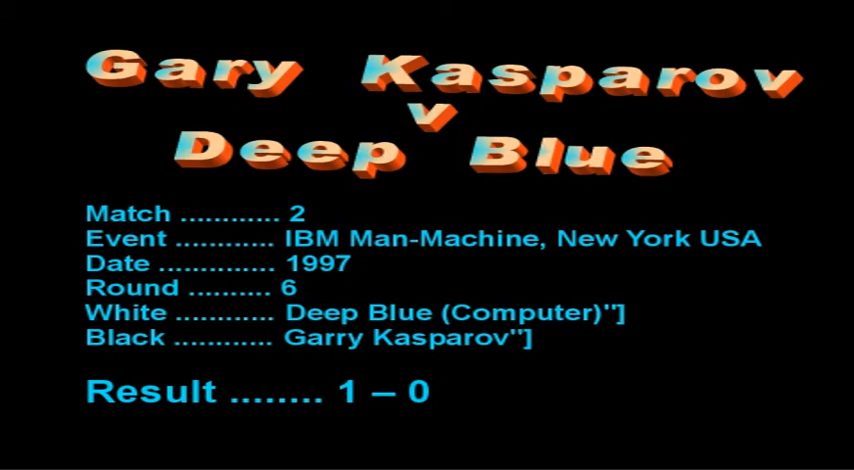 Gary Kasparov
v
Deep Blue
Match ............ 2
Event ............ IBM Man-Machine, New York USA
Date .............. 1997
Round .......... 6
White ............ Deep Blue (Computer)"]
Black ............ Garry Kasparov"]
Result ........ 1 – 0